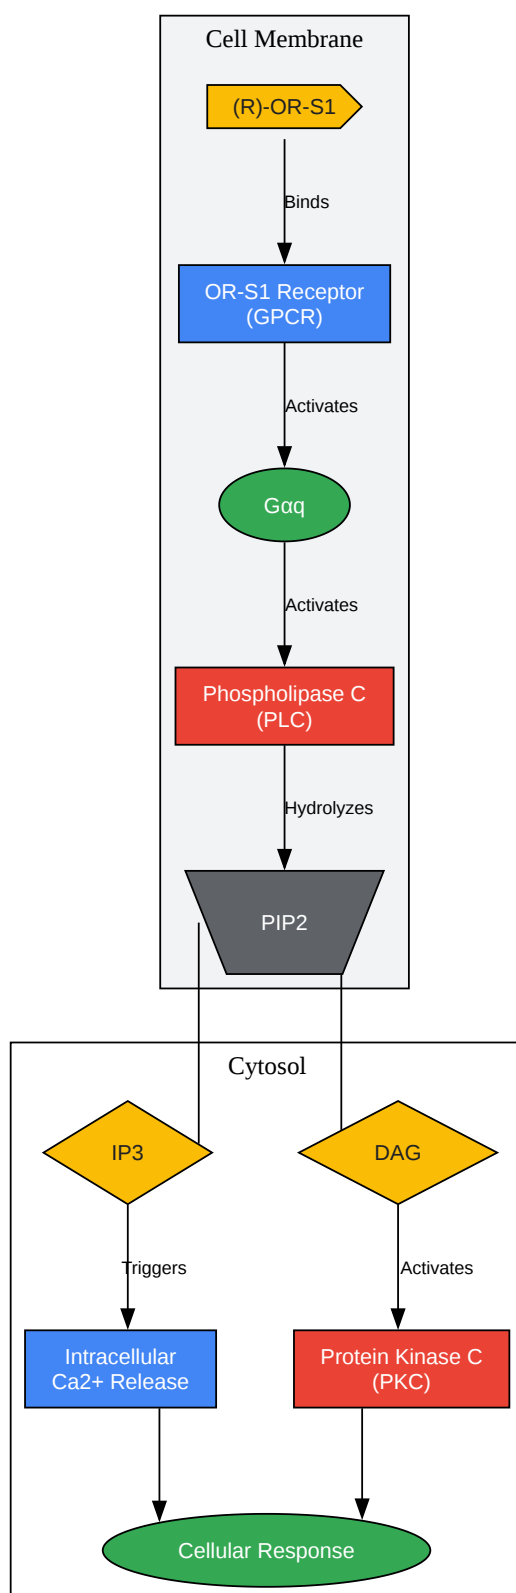 Cell Membrane
(R)-OR-S1
Binds
OR-S1 Receptor
(GPCR)
Activates
Gαq
Activates
Phospholipase C
(PLC)
Hydrolyzes
PIP2
Cytosol
IP3
DAG
Triggers
Activates
Intracellular
Ca2+ Release
Protein Kinase C
(PKC)
Cellular Response